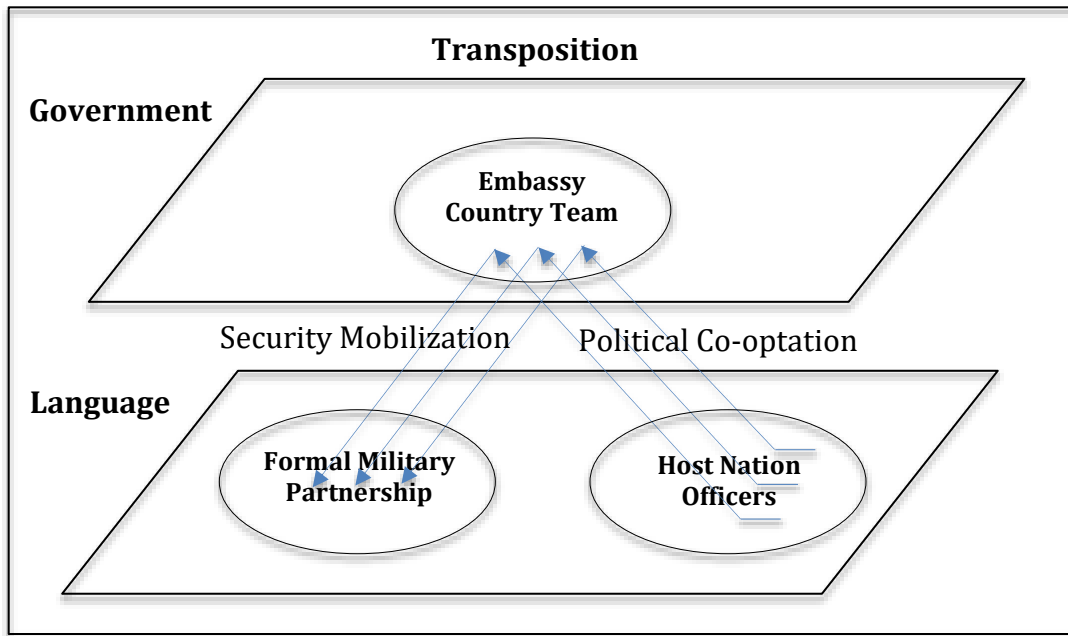 Transposition
Government
Embassy
Country Team
Security Mobilization
Political Co-optation
Language
Formal Military
Partnership
Host Nation
Officers